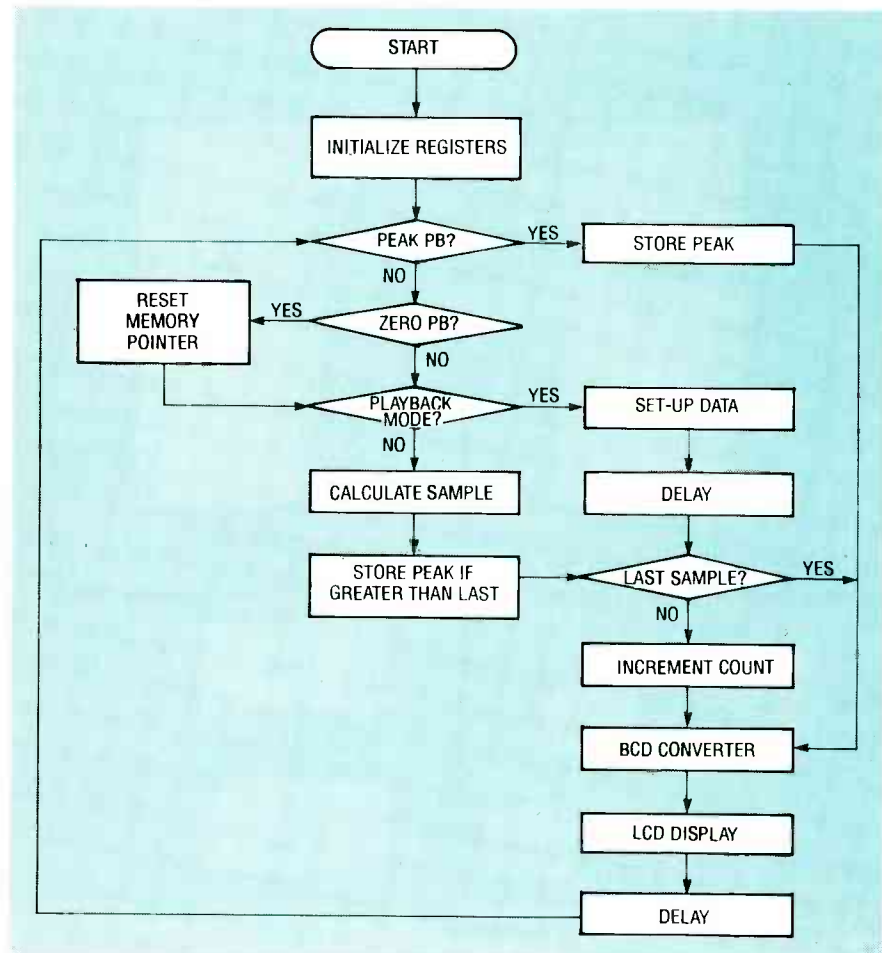 START
INITIALIZE REGISTERS
PEAK PB?
YES
STORE PEAK
NO
RESET
MEMORY
POINTER
YES
ZERO PB?
NO
PLAYBACK
MODE?
YES
SET-UP DATA
NO
CALCULATE SAMPLE
DELAY
STORE PEAK IF
GREATER THAN LAST
LAST SAMPLE?
YES
NO
INCREMENT COUNT
BCD CONVERTER
LCD DISPLAY
DELAY